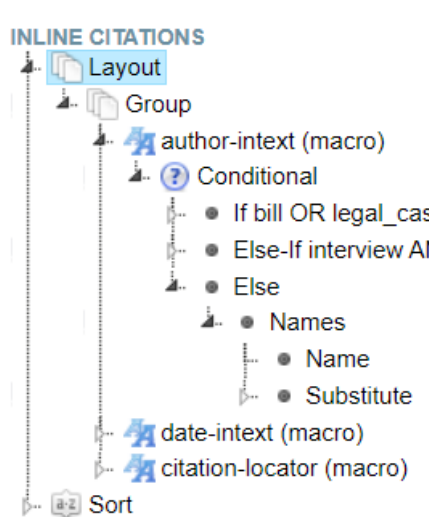 INLINE CITATIONS
Layout
Group
author-intext (macro)
Conditional
If bill OR legal_cas
Else-If interview
Else
Names
Name
Substitute
date-intext (macro)
citation-locator (macro)
a-z Sort